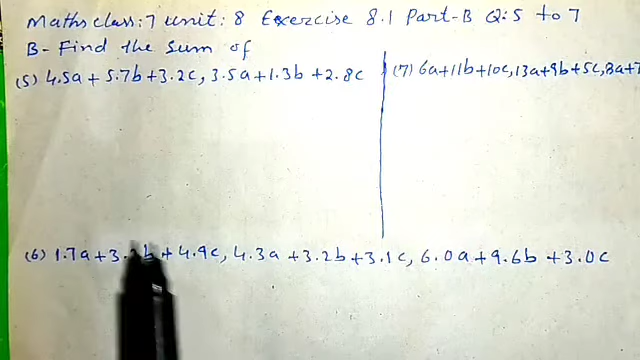 Maths class:7 unit: 8 Exercise 8.1 Part-B Q:5 to 7
B- Find the sum of
(5) 4.5a + 5.7b + 3.2c, 3.5a + 1.3b + 2.8c
(7) 6a+11b+10c, 13a+9b+5c, 8a+7
(6) 1.7a + 4.9c, 4.3a + 3.2b + 3.1c, 6.0a + 9.6b + 3.0c